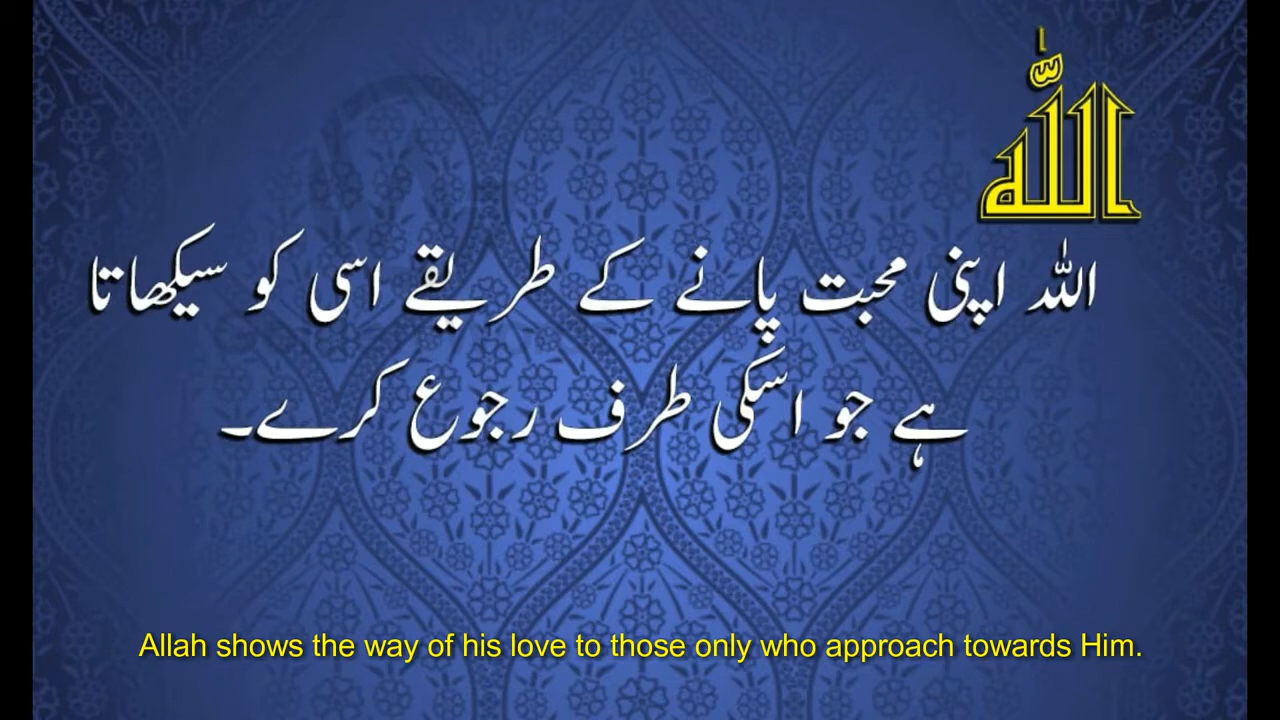 الله
اللہ اپنی محبت پانے کے طریقے اسی کو سیکھاتا
ہے جو اسکی طرف رجوع کرے۔
Allah shows the way of his love to those only who approach towards Him.